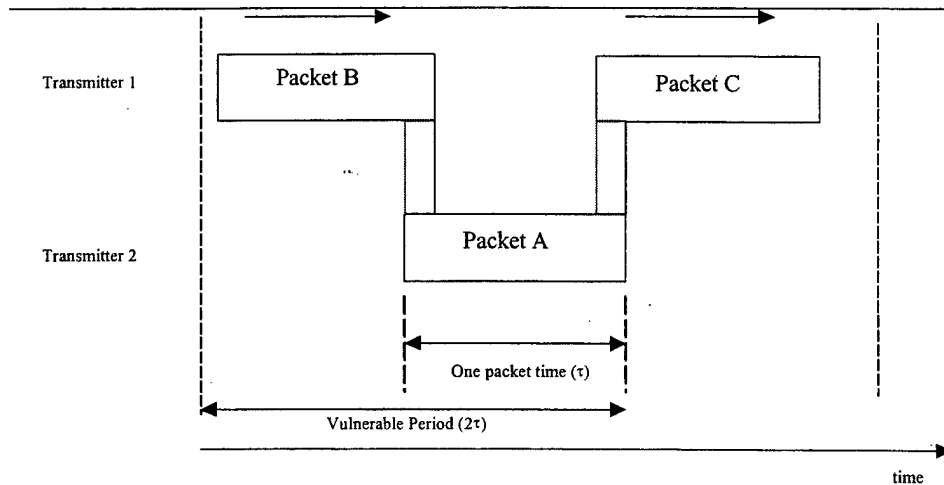 Packet B
Packet C
Transmitter 1
Packet A
Transmitter 2
One packet time (τ)
Vulnerable Period (2τ)
time